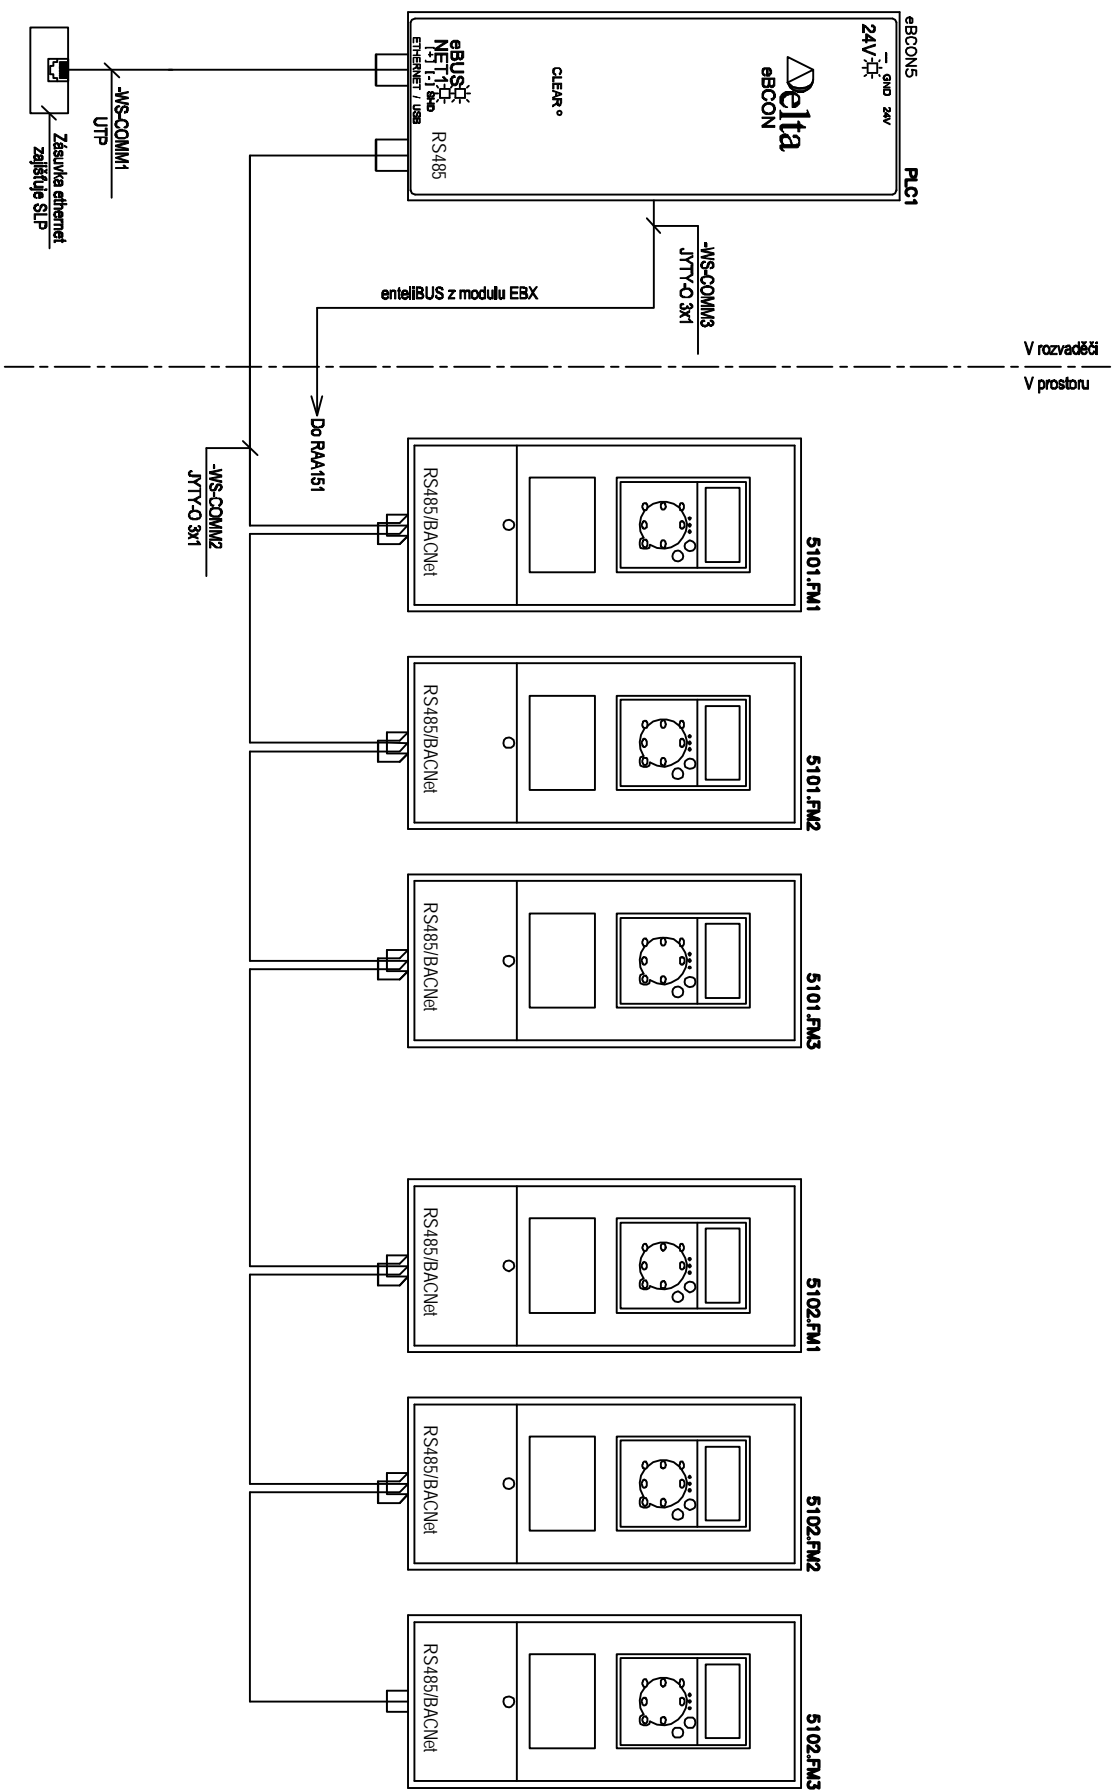 eBCON5
PLC1
GND 24V
24V
Delta
eBCON
CLEAR
eBUS
NET1
[+] [-] SHD
ETHERNET / USB
RS485
-WS-COMM1
UTP
Zásuvka ethernet
zajišťuje SLP
-WS-COMM3
JYTY-O 3x1
enteliBUS z modulu EBX
V rozvaděči
V prostoru
Do RAA151
-WS-COMM2
JYTY-O 3x1
5101.FM1
RS485/BACNet
5101.FM2
RS485/BACNet
5101.FM3
RS485/BACNet
5102.FM1
RS485/BACNet
5102.FM2
RS485/BACNet
5102.FM3
RS485/BACNet